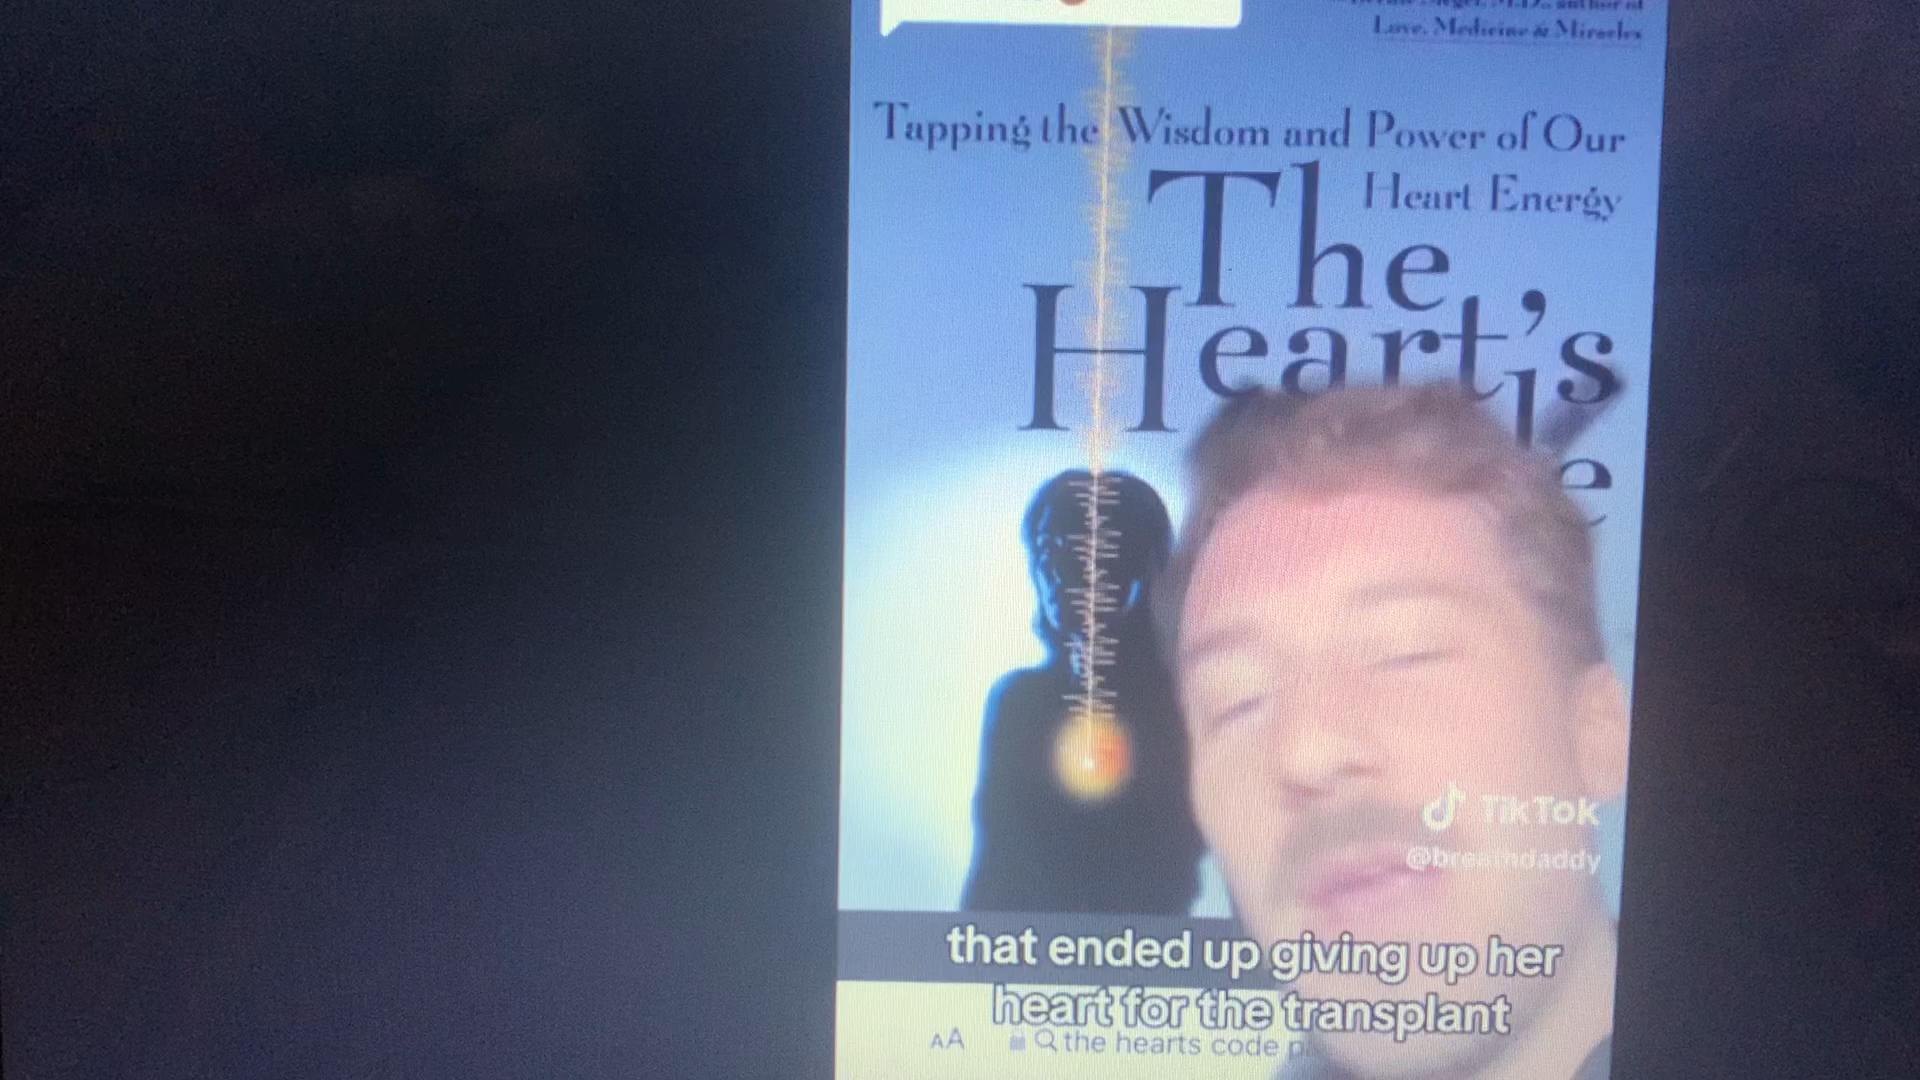 Love, Medicine & Miracles
Tapping the Wisdom and Power of Our
Heart Energy
The
Heart's
that ended up giving up her
heart for the transplant
TikTok
@breathdaddy
AA
the hearts code